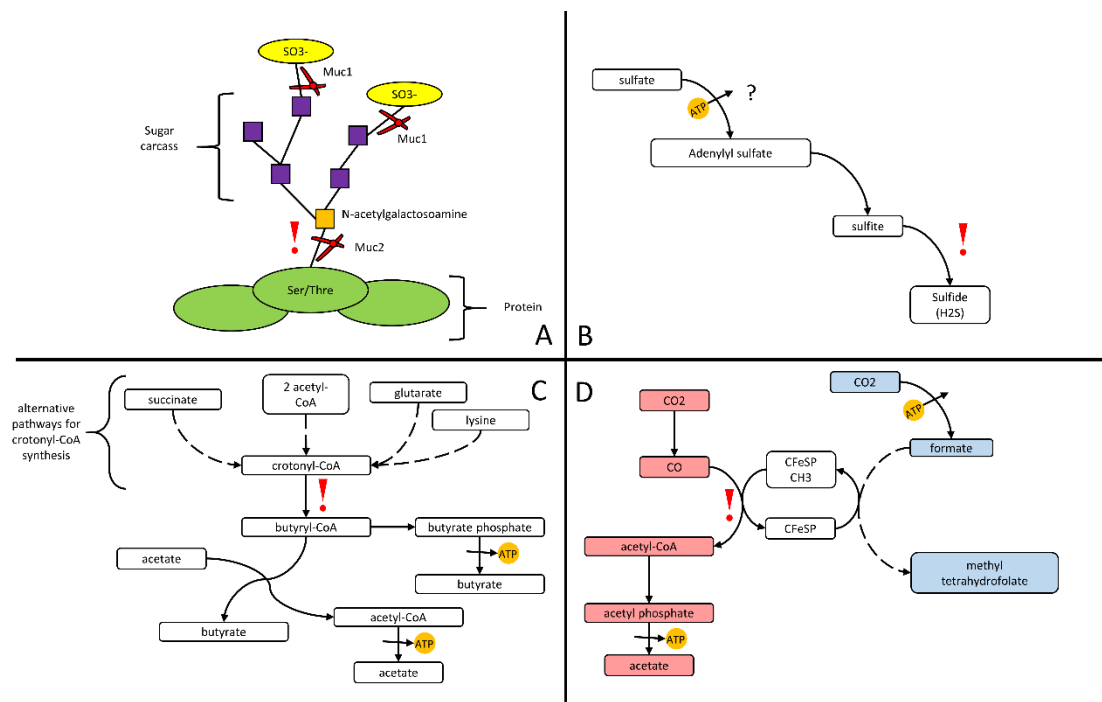 SO3-
Muc1
SO3-
Muc1
Sugar
carcass
N-acetylgalactosoamine
!
Muc2
Ser/Thre
Protein
A
sulfate
ATP
?
Adenylyl sulfate
sulfite
!
Sulfide
(H2S)
B
alternative
pathways for
crotonyl-CoA
synthesis
succinate
2 acetyl-
CoA
glutarate
lysine
C
crotonyl-CoA
!
butyryl-CoA
butyrate phosphate
ATP
butyrate
acetate
butyrate
acetyl-CoA
ATP
acetate
D
CO2
CO2
ATP
formate
CO
CFeSP
CH3
!
CFeSP
acetyl-CoA
methyl
tetrahydrofolate
acetyl phosphate
ATP
acetate